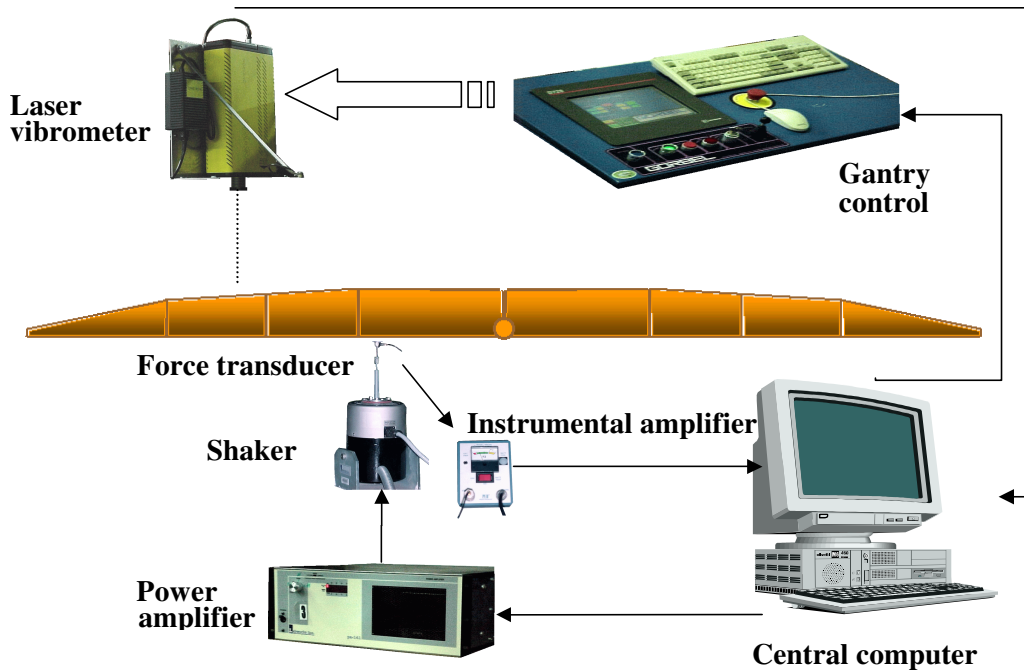 Laser
vibrometer
Gantry
control
Force transducer
Instrumental amplifier
Shaker
Power
amplifier
Central computer